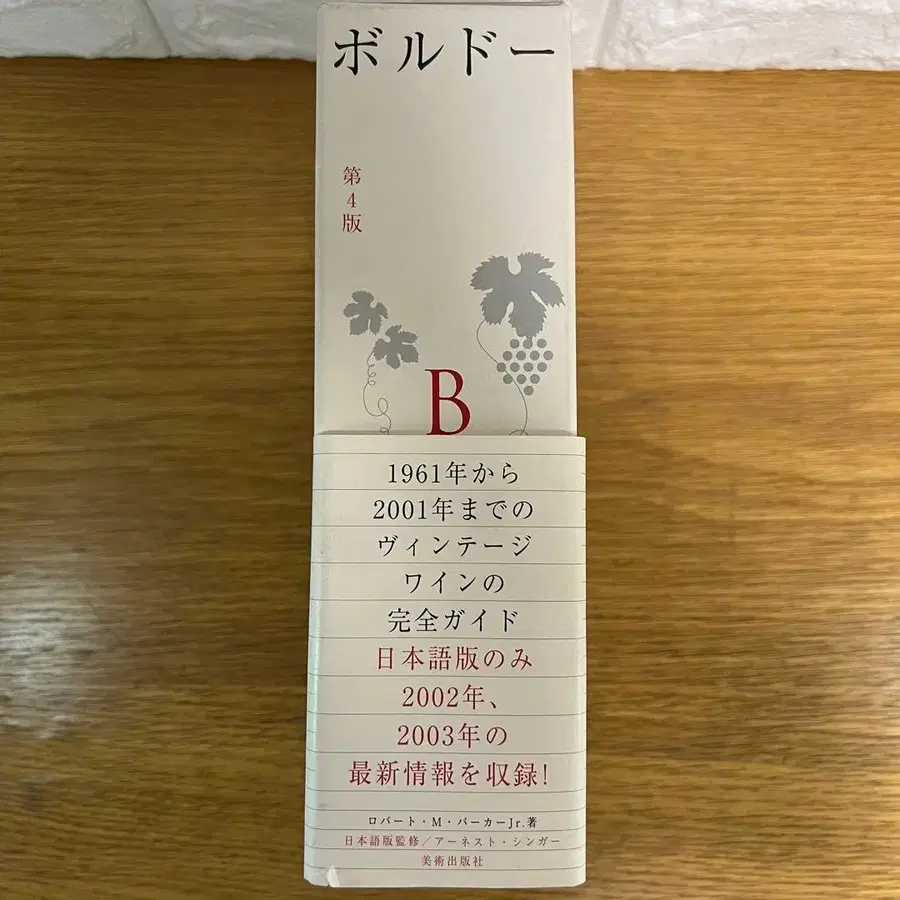 ボルドー
第4版
B
1961年から
2001年までの
ヴィンテージ
ワインの
完全ガイド
日本語版のみ
2002年、
2003年の
最新情報を収録!
ロバート・M・パーカーJr.著
日本語版監修/アーネスト・シンガー
美術出版社